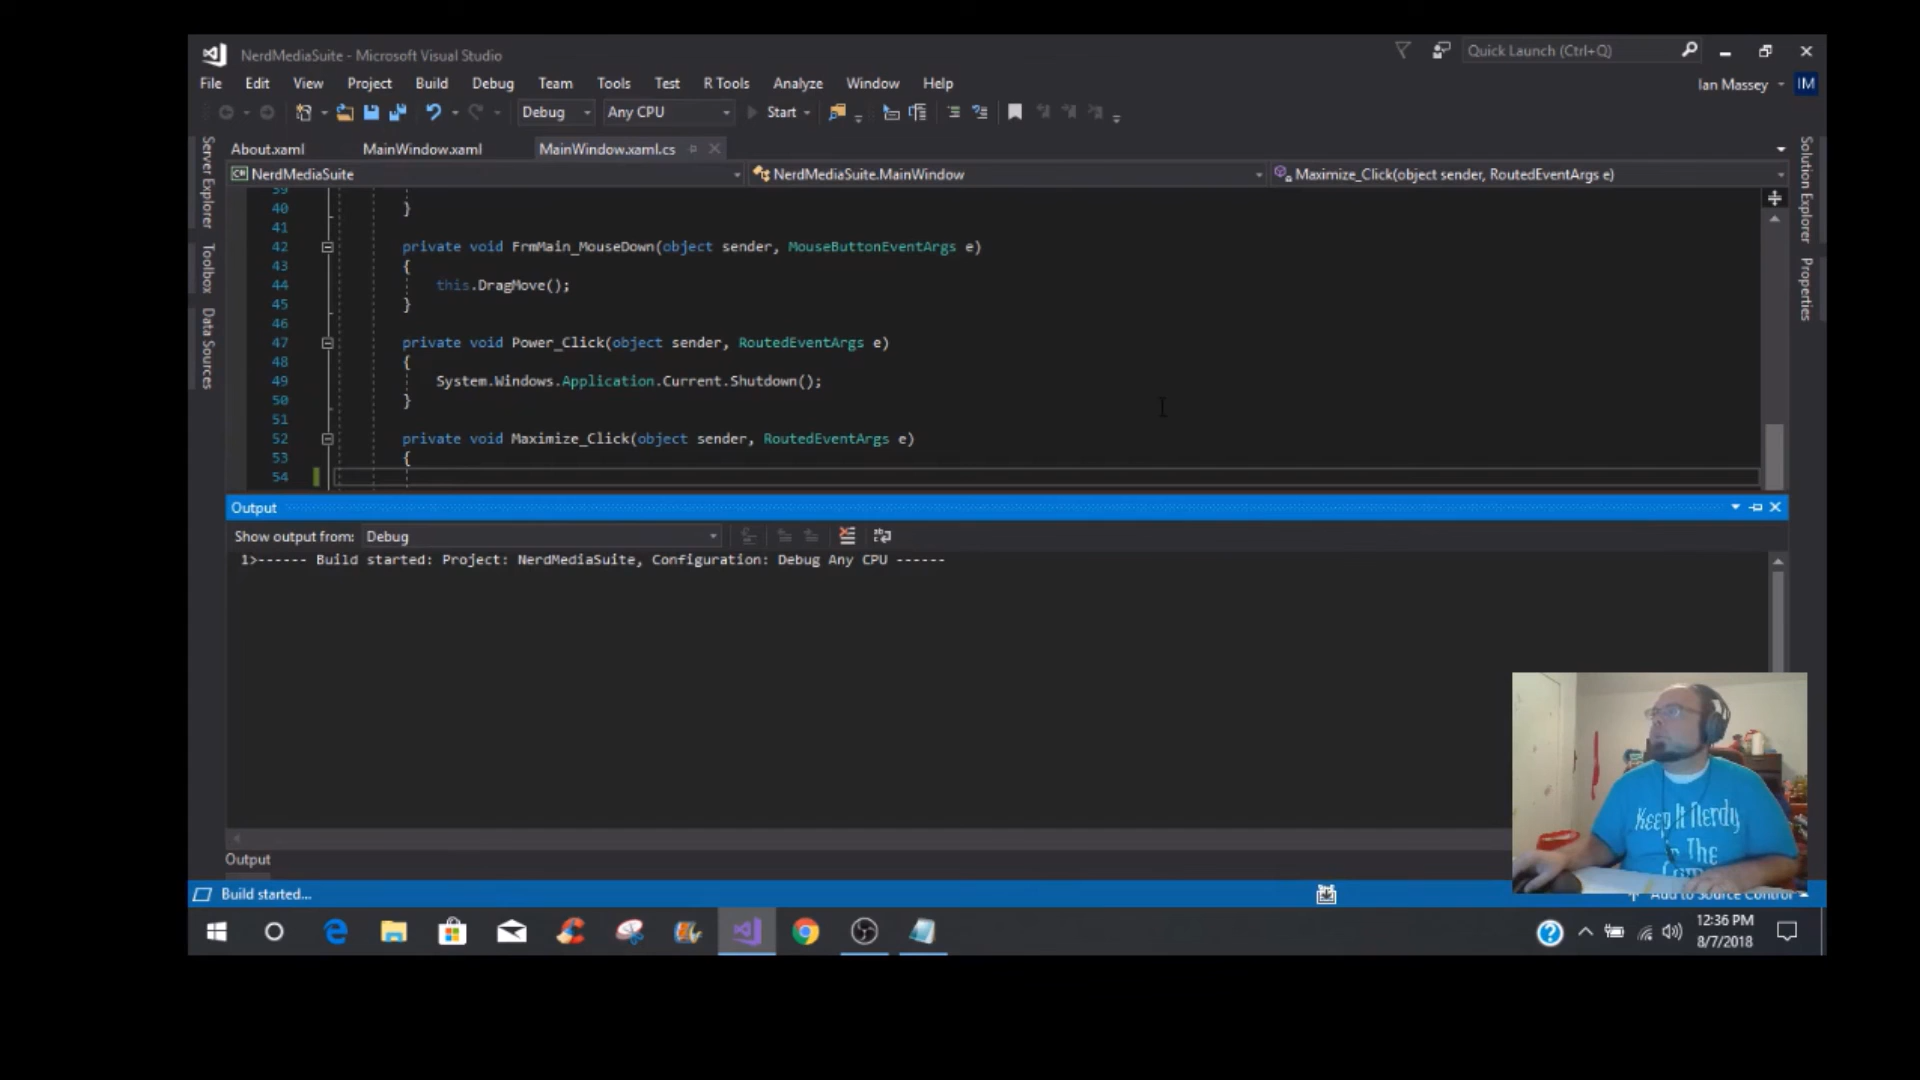 NerdMediaSuite - Microsoft Visual Studio
Quick Launch (Ctrl+Q)
File Edit View Project Build Debug Team Tools Test R Tools Analyze Window Help
Ian Massey IM
Debug Any CPU Start
About.xaml MainWindow.xaml MainWindow.xaml.cs
C# NerdMediaSuite NerdMediaSuite.MainWindow Maximize_Click(object sender, RoutedEventArgs e)
Server Explorer
Toolbox
Data Sources
Solution Explorer
Properties
39
40 }
41
42 private void FrmMain_MouseDown(object sender, MouseButtonEventArgs e)
43 {
44 this.DragMove();
45 }
46
47 private void Power_Click(object sender, RoutedEventArgs e)
48 {
49 System.Windows.Application.Current.Shutdown();
50 }
51
52 private void Maximize_Click(object sender, RoutedEventArgs e)
53 {
54
Output
Show output from: Debug
1>------ Build started: Project: NerdMediaSuite, Configuration: Debug Any CPU ------
Keep It Nerdy
The
Output
Build started...
Add to Source Control
12:36 PM
8/7/2018